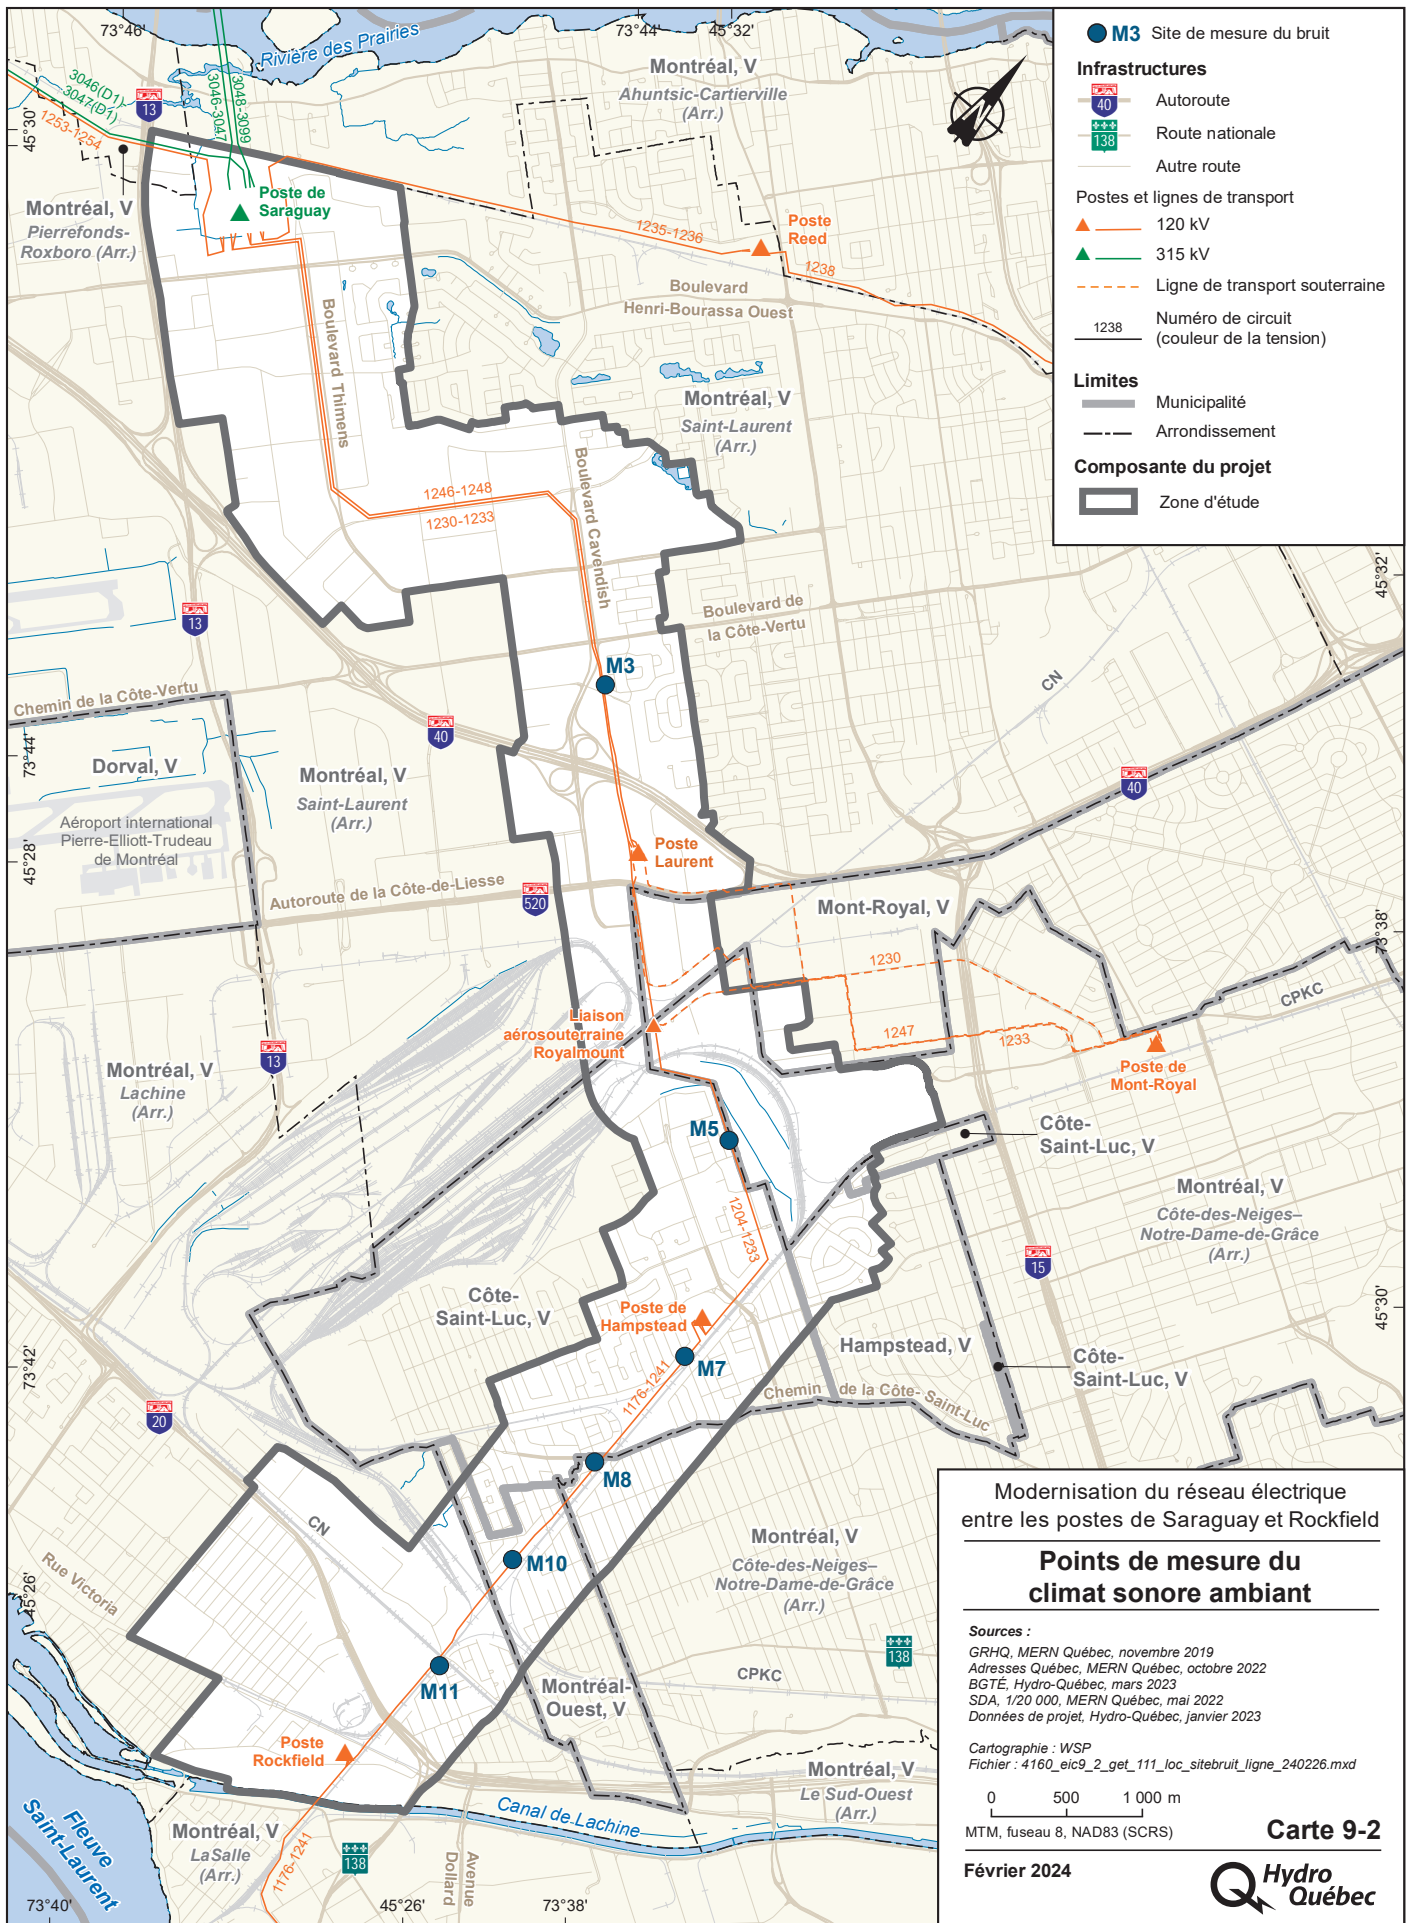 73°46'
73°44'
45°32'
Rivière des Prairies
3046(D1)
3047(D1)
1253-1254
13
3046-3047
3048-3099
45°30'
Montréal, V
Ahuntsic-Cartierville
(Arr.)
Poste de
Saraguay
Montréal, V
Pierrefonds-
Roxboro (Arr.)
1235-1236
Poste
Reed
1238
Boulevard
Henri-Bourassa Ouest
Boulevard Thimens
Montréal, V
Saint-Laurent
(Arr.)
Boulevard Cavendish
1246-1248
1230-1233
13
Boulevard de
la Côte-Vertu
45°32'
M3
CN
Chemin de la Côte-Vertu
40
73°44'
Dorval, V
Montréal, V
Saint-Laurent
(Arr.)
40
Aéroport international
Pierre-Elliott-Trudeau
de Montréal
45°28'
Poste
Laurent
Autoroute de la Côte-de-Liesse
520
Mont-Royal, V
73°38'
1230
CPKC
Liaison
aérosouterraine
Royalmount
1247
1233
13
Montréal, V
Lachine
(Arr.)
Poste de
Mont-Royal
M5
Côte-
Saint-Luc, V
Montréal, V
Côte-des-Neiges–
Notre-Dame-de-Grâce
(Arr.)
1204-1233
15
Côte-
Saint-Luc, V
Poste de
Hampstead
45°30'
Hampstead, V
73°42'
M7
Côte-
Saint-Luc, V
1176-1241
Chemin de la Côte- Saint-Luc
20
M8
CN
M10
Montréal, V
Côte-des-Neiges–
Notre-Dame-de-Grâce
(Arr.)
Rue Victoria
45°26'
138
CPKC
M11
Montréal-
Ouest, V
Poste
Rockfield
Montréal, V
Le Sud-Ouest
(Arr.)
Canal de Lachine
Fleuve
Saint-Laurent
Montréal, V
LaSalle
(Arr.)
138
1176-1241
Avenue
Dollard
73°40'
45°26'
73°38'
M3 Site de mesure du bruit
Infrastructures
40 Autoroute
138 Route nationale
Autre route
Postes et lignes de transport
120 kV
315 kV
Ligne de transport souterraine
1238 Numéro de circuit
(couleur de la tension)
Limites
Municipalité
Arrondissement
Composante du projet
Zone d'étude
Modernisation du réseau électrique
entre les postes de Saraguay et Rockfield
Points de mesure du
climat sonore ambiant
Sources :
GRHQ, MERN Québec, novembre 2019
Adresses Québec, MERN Québec, octobre 2022
BGTÉ, Hydro-Québec, mars 2023
SDA, 1/20 000, MERN Québec, mai 2022
Données de projet, Hydro-Québec, janvier 2023
Cartographie : WSP
Fichier : 4160_eic9_2_get_111_loc_sitebruit_ligne_240226.mxd
0 500 1 000 m
MTM, fuseau 8, NAD83 (SCRS)
Carte 9-2
Février 2024
Hydro
Québec